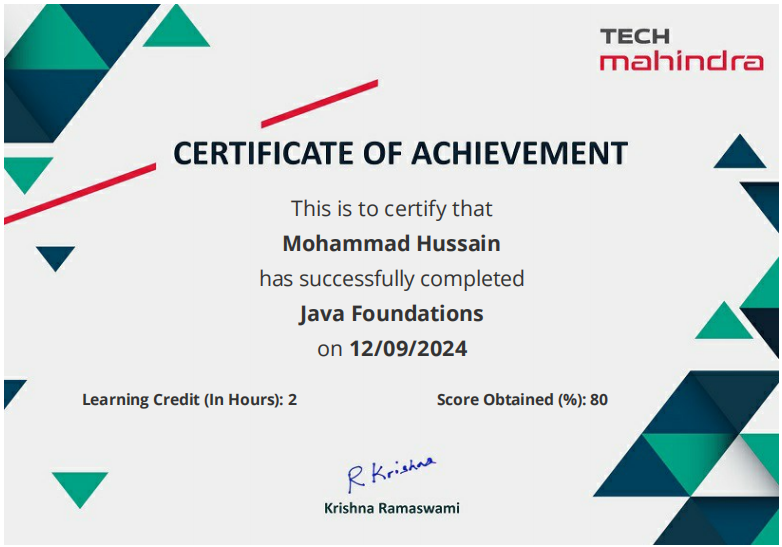 TECH
mahindra
CERTIFICATE OF ACHIEVEMENT
This is to certify that
Mohammad Hussain
has successfully completed
Java Foundations
on 12/09/2024
Learning Credit (In Hours): 2
Score Obtained (%): 80
R Krishna
Krishna Ramaswami